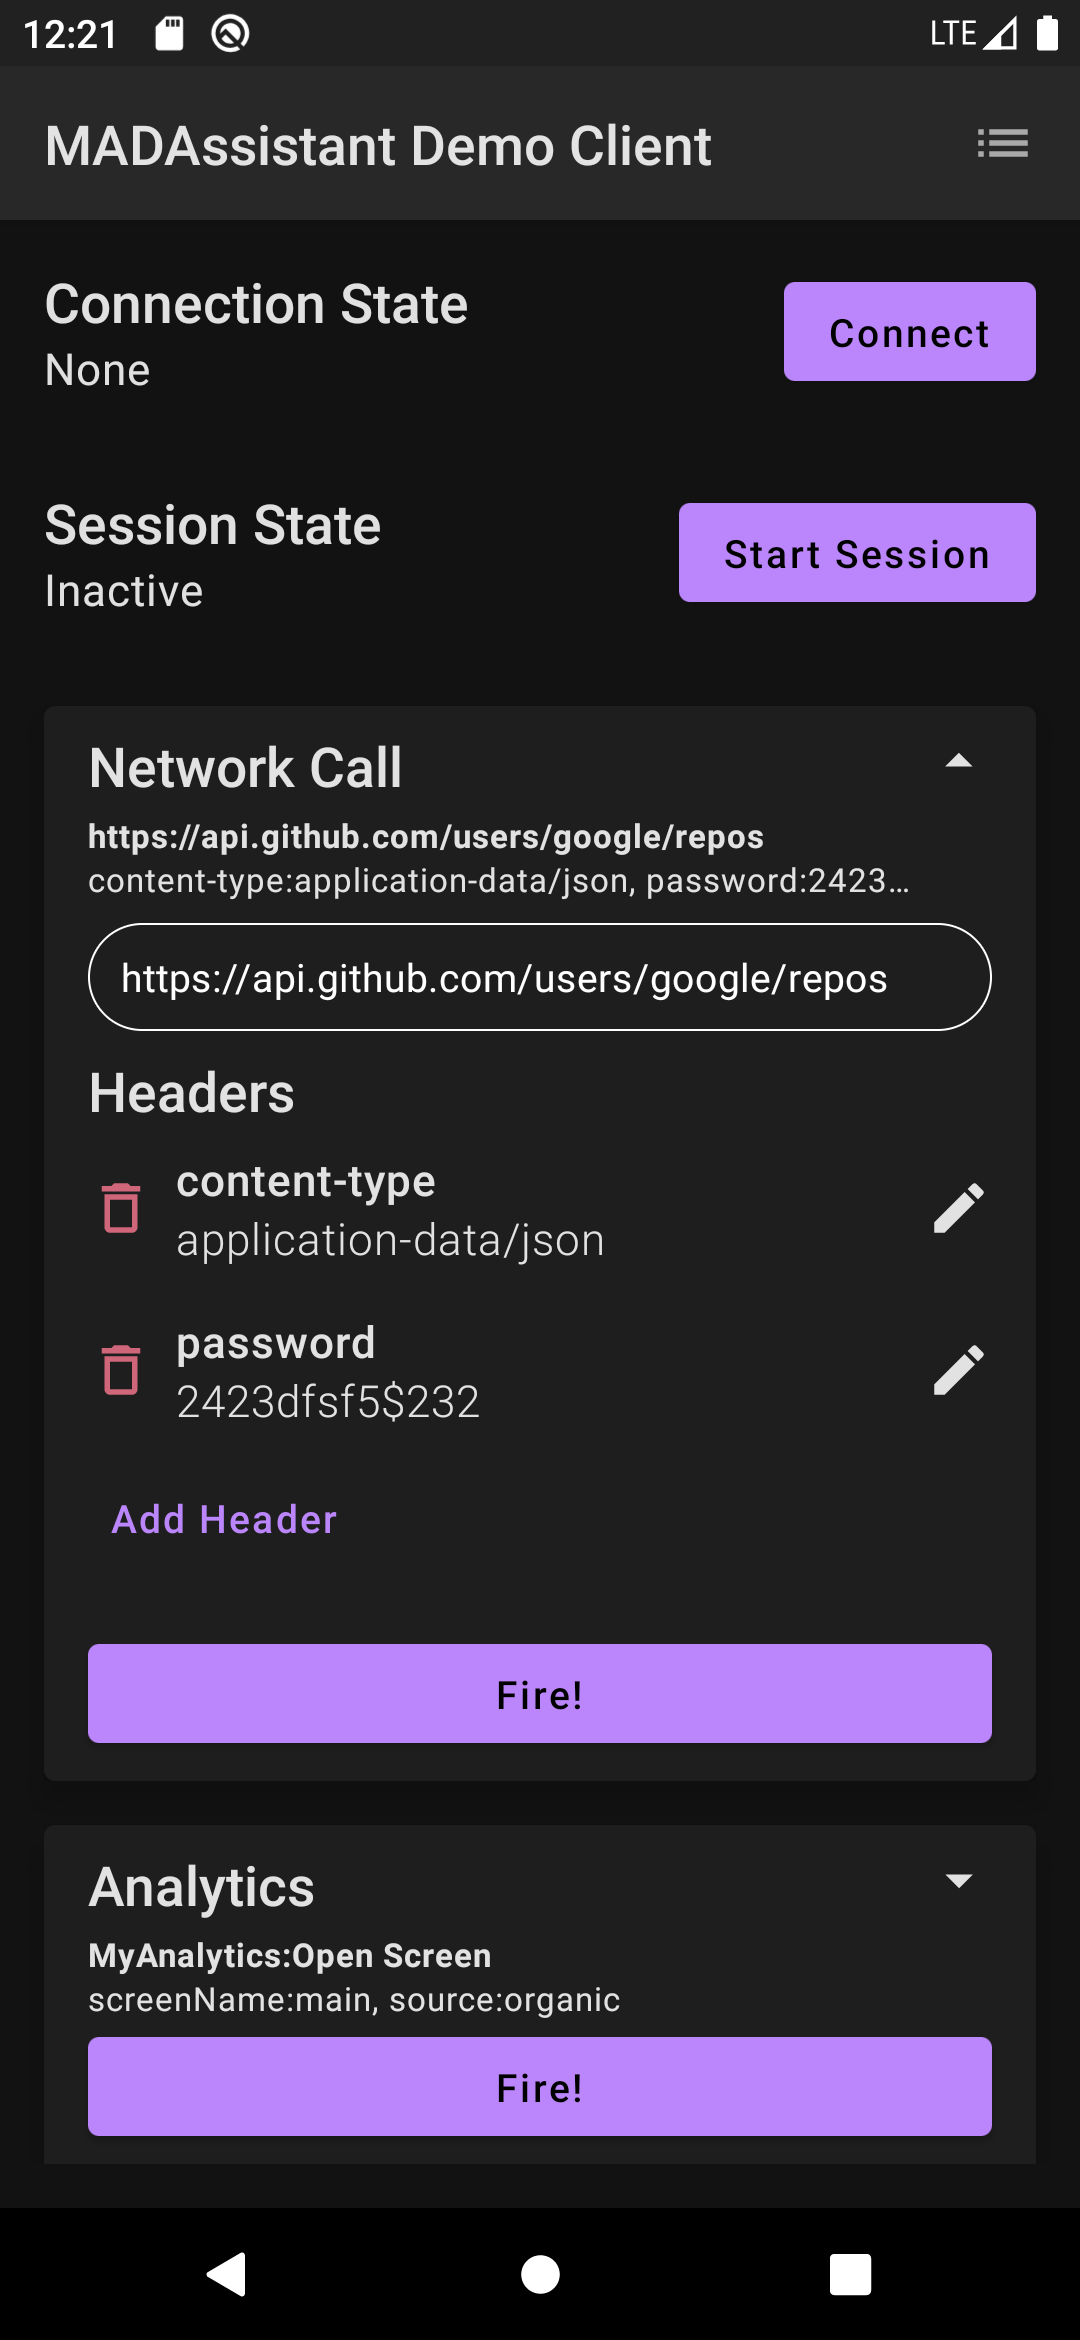 12:21
LTE
MADAssistant Demo Client
Connection State
None
Connect
Session State
Inactive
Start Session
Network Call
https://api.github.com/users/google/repos
content-type:application-data/json, password:2423…
https://api.github.com/users/google/repos
Headers
content-type
application-data/json
password
2423dfsf5$232
Add Header
Fire!
Analytics
MyAnalytics:Open Screen
screenName:main, source:organic
Fire!